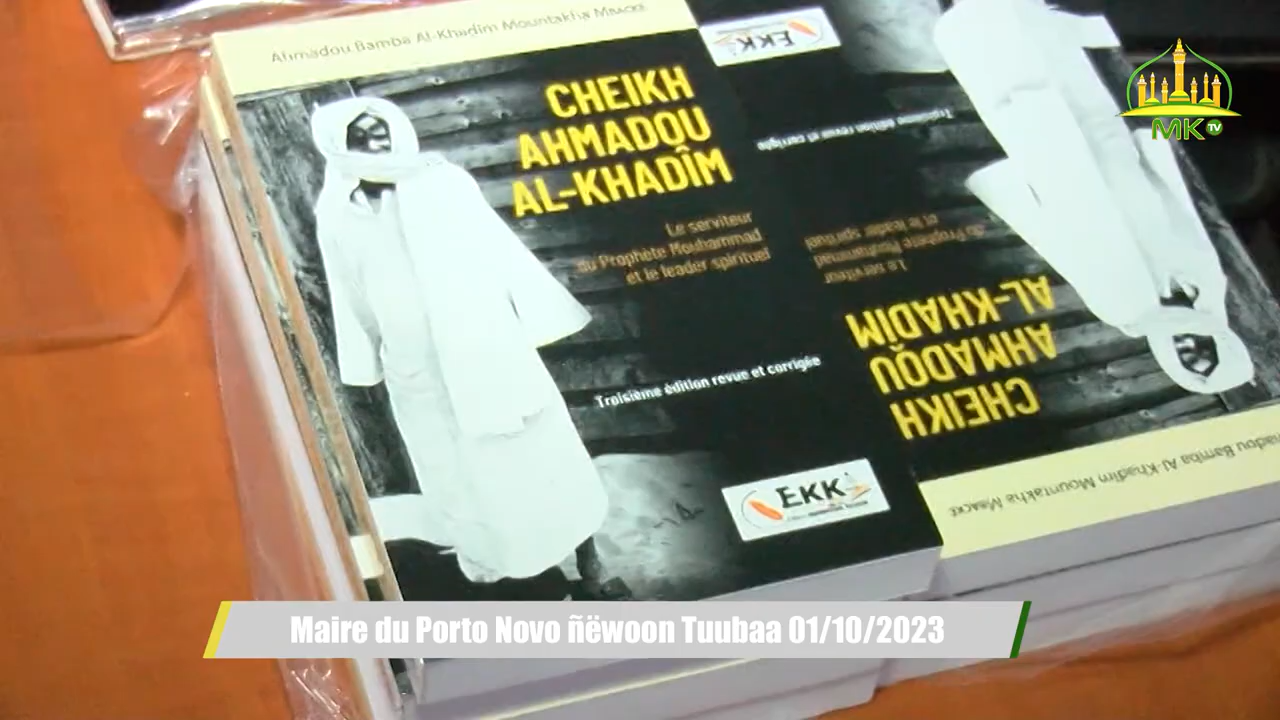 Ahmadou Bamba Al-Khadîm Mountakha MBACKÉ
CHEIKH
AHMADOU
AL-KHADÎM
Le serviteur
du Prophète Mouhammad
et le leader spirituel
Troisième édition revue et corrigée
EKK
EKK
Troisième édition revue et corrigée
Le serviteur
du Prophète Mouhammad
et le leader spirituel
CHEIKH
AHMADOU
AL-KHADÎM
Bamba Al-Khadîm Mountakha MBACKÉ
MK TV
Maire du Porto Novo ñëwoon Tuubaa 01/10/2023